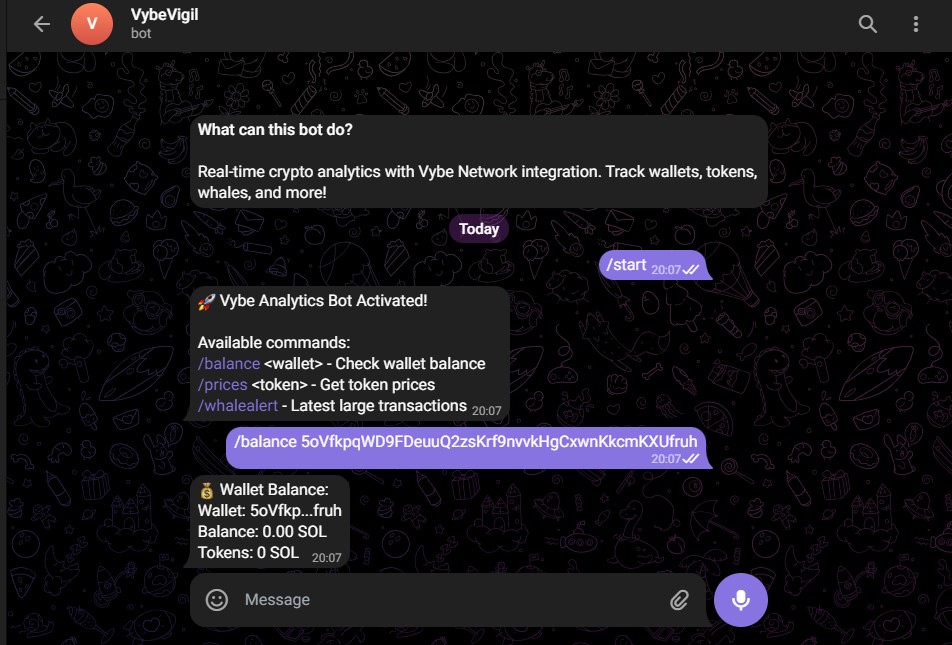 V
VybeVigil
bot
What can this bot do?
Real-time crypto analytics with Vybe Network integration. Track wallets, tokens,
whales, and more!
Today
/start 20:07
🚀 Vybe Analytics Bot Activated!
Available commands:
/balance <wallet> - Check wallet balance
/prices <token> - Get token prices
/whalealert - Latest large transactions 20:07
/balance 5oVfkpqWD9FDeuuQ2zsKrf9nvvkHgCxwnKkcmKXUfruh
20:07
💰 Wallet Balance:
Wallet: 5oVfkp...fruh
Balance: 0.00 SOL
Tokens: 0 SOL 20:07
Message